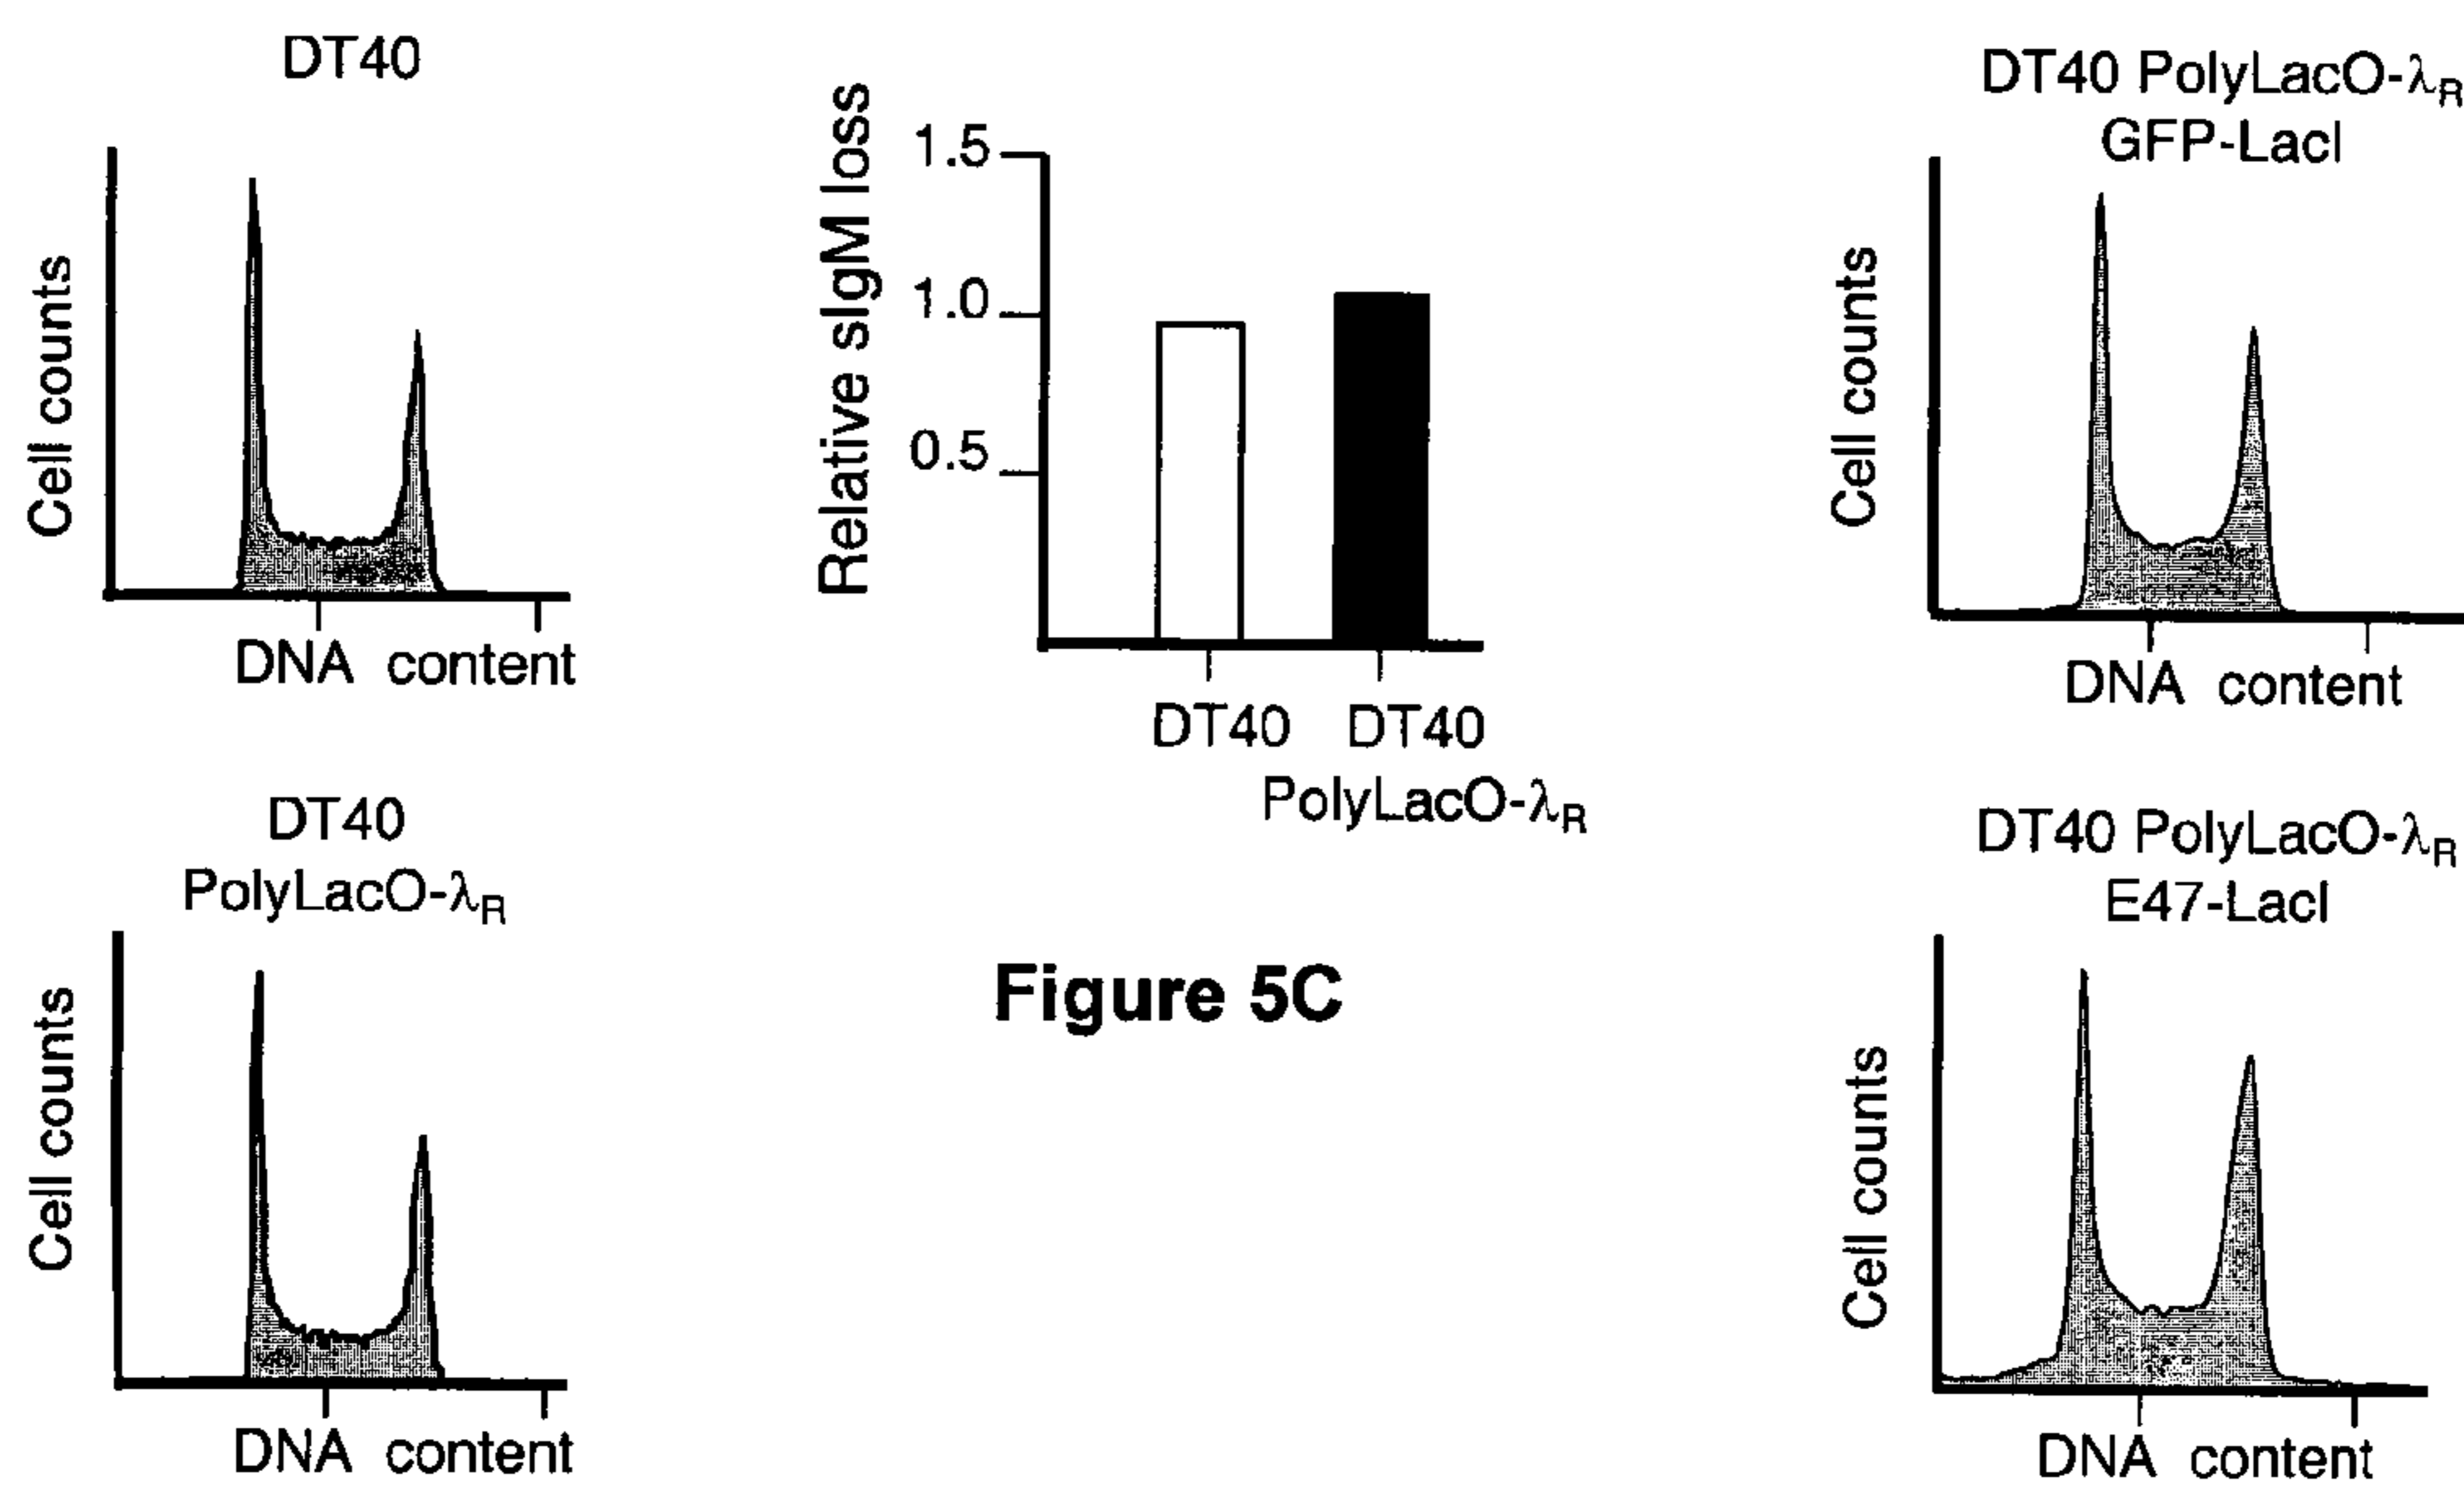 DT40
Cell counts
DNA content
DT40
PolyLacO-λR
Cell counts
DNA content
Relative sIgM loss
1.5
1.0
0.5
DT40 DT40
PolyLacO-λR
Figure 5C
DT40 PolyLacO-λR
GFP-LacI
Cell counts
DNA content
DT40 PolyLacO-λR
E47-LacI
Cell counts
DNA content